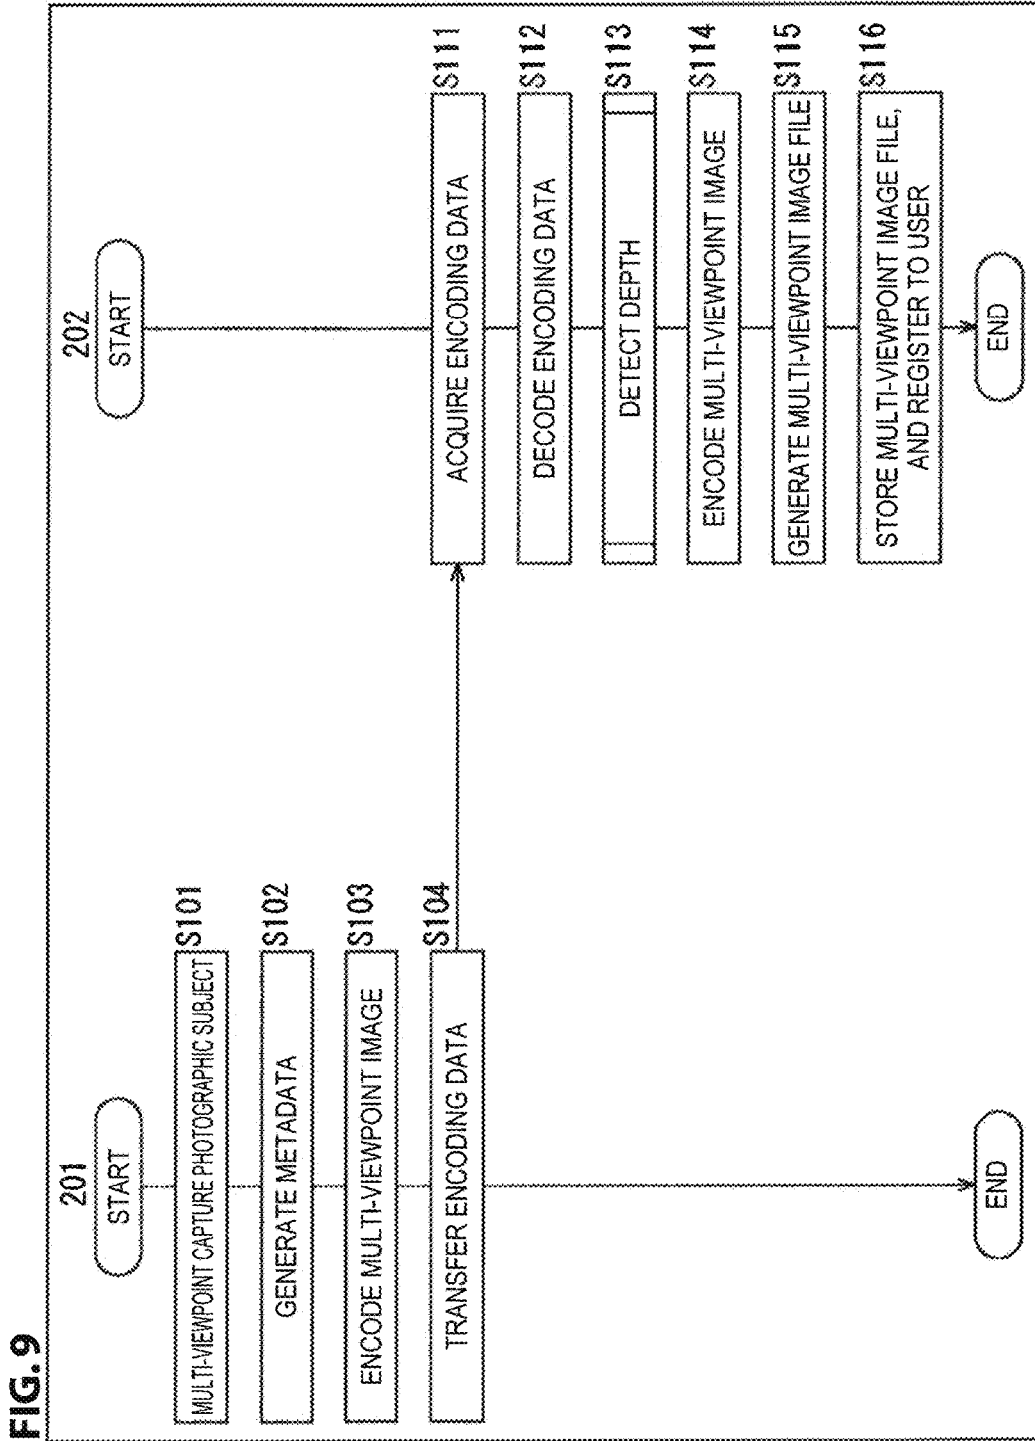 FIG. 9
201
START
MULTI-VIEWPOINT CAPTURE PHOTOGRAPHIC SUBJECT
S101
GENERATE METADATA
S102
ENCODE MULTI-VIEWPOINT IMAGE
S103
TRANSFER ENCODING DATA
S104
END
202
START
ACQUIRE ENCODING DATA
S111
DECODE ENCODING DATA
S112
DETECT DEPTH
S113
ENCODE MULTI-VIEWPOINT IMAGE
S114
GENERATE MULTI-VIEWPOINT IMAGE FILE
S115
STORE MULTI-VIEWPOINT IMAGE FILE,
AND REGISTER TO USER
S116
END